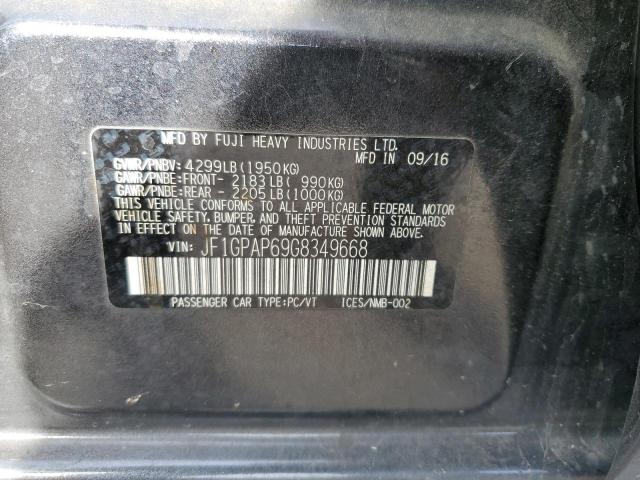 MFD BY FUJI HEAVY INDUSTRIES LTD.
MFD IN 09/16
GVWR/PNBV: 4299LB(1950KG)
GAWR/PNBE:FRONT- 2183LB( 990KG)
GAWR/PNBE:REAR - 2205LB(1000KG)
THIS VEHICLE CONFORMS TO ALL APPLICABLE FEDERAL MOTOR
VEHICLE SAFETY, BUMPER, AND THEFT PREVENTION STANDARDS
IN EFFECT ON THE DATE OF MANUFACTURE SHOWN ABOVE.
VIN: JF1GPAP69G8349668
PASSENGER CAR TYPE:PC/VT ICES/NMB-002